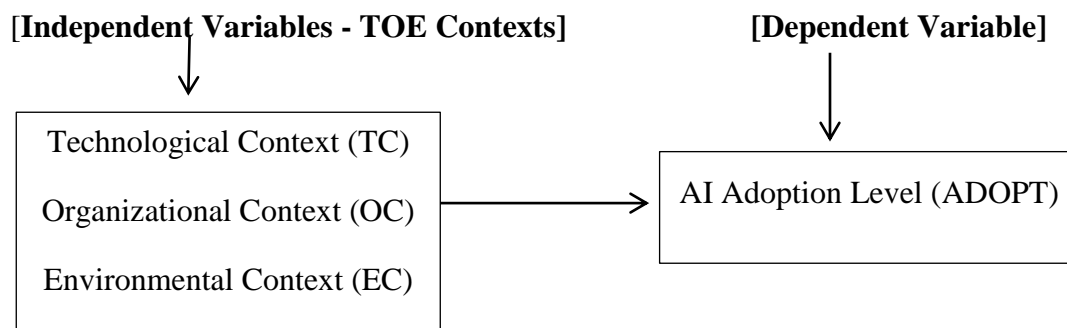 [Independent Variables - TOE Contexts]
[Dependent Variable]
Technological Context (TC)
Organizational Context (OC)
Environmental Context (EC)
AI Adoption Level (ADOPT)